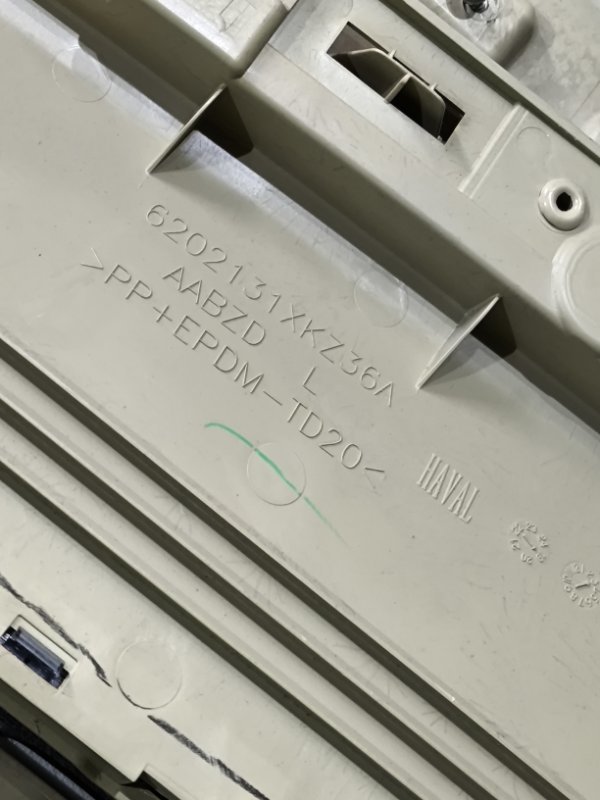 6202131XKZ36A
AABZD L
>PP+EPDM-TD20<
HAVAL